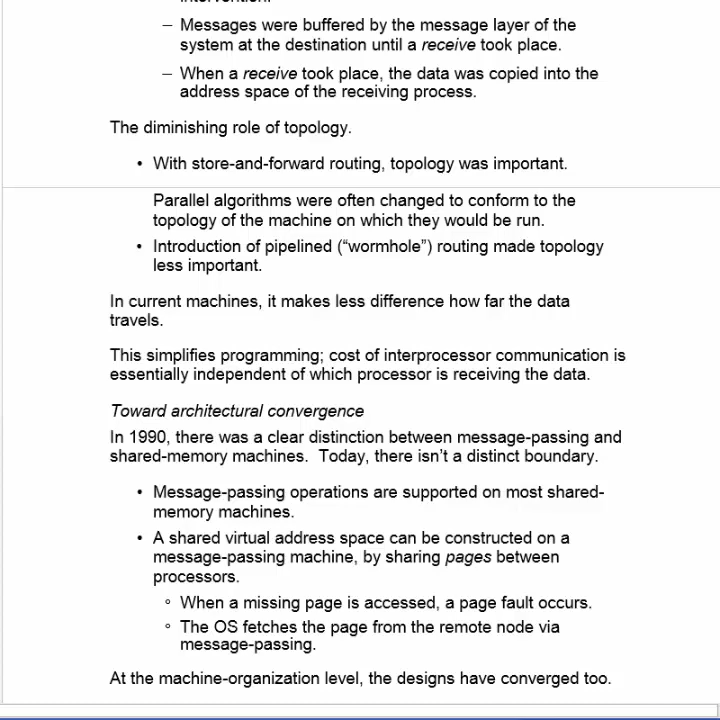 – Messages were buffered by the message layer of the
system at the destination until a receive took place.
– When a receive took place, the data was copied into the
address space of the receiving process.
The diminishing role of topology.
• With store-and-forward routing, topology was important.
Parallel algorithms were often changed to conform to the
topology of the machine on which they would be run.
• Introduction of pipelined (“wormhole”) routing made topology
less important.
In current machines, it makes less difference how far the data
travels.
This simplifies programming; cost of interprocessor communication is
essentially independent of which processor is receiving the data.
Toward architectural convergence
In 1990, there was a clear distinction between message-passing and
shared-memory machines.  Today, there isn’t a distinct boundary.
• Message-passing operations are supported on most shared-
memory machines.
• A shared virtual address space can be constructed on a
message-passing machine, by sharing pages between
processors.
° When a missing page is accessed, a page fault occurs.
° The OS fetches the page from the remote node via
message-passing.
At the machine-organization level, the designs have converged too.